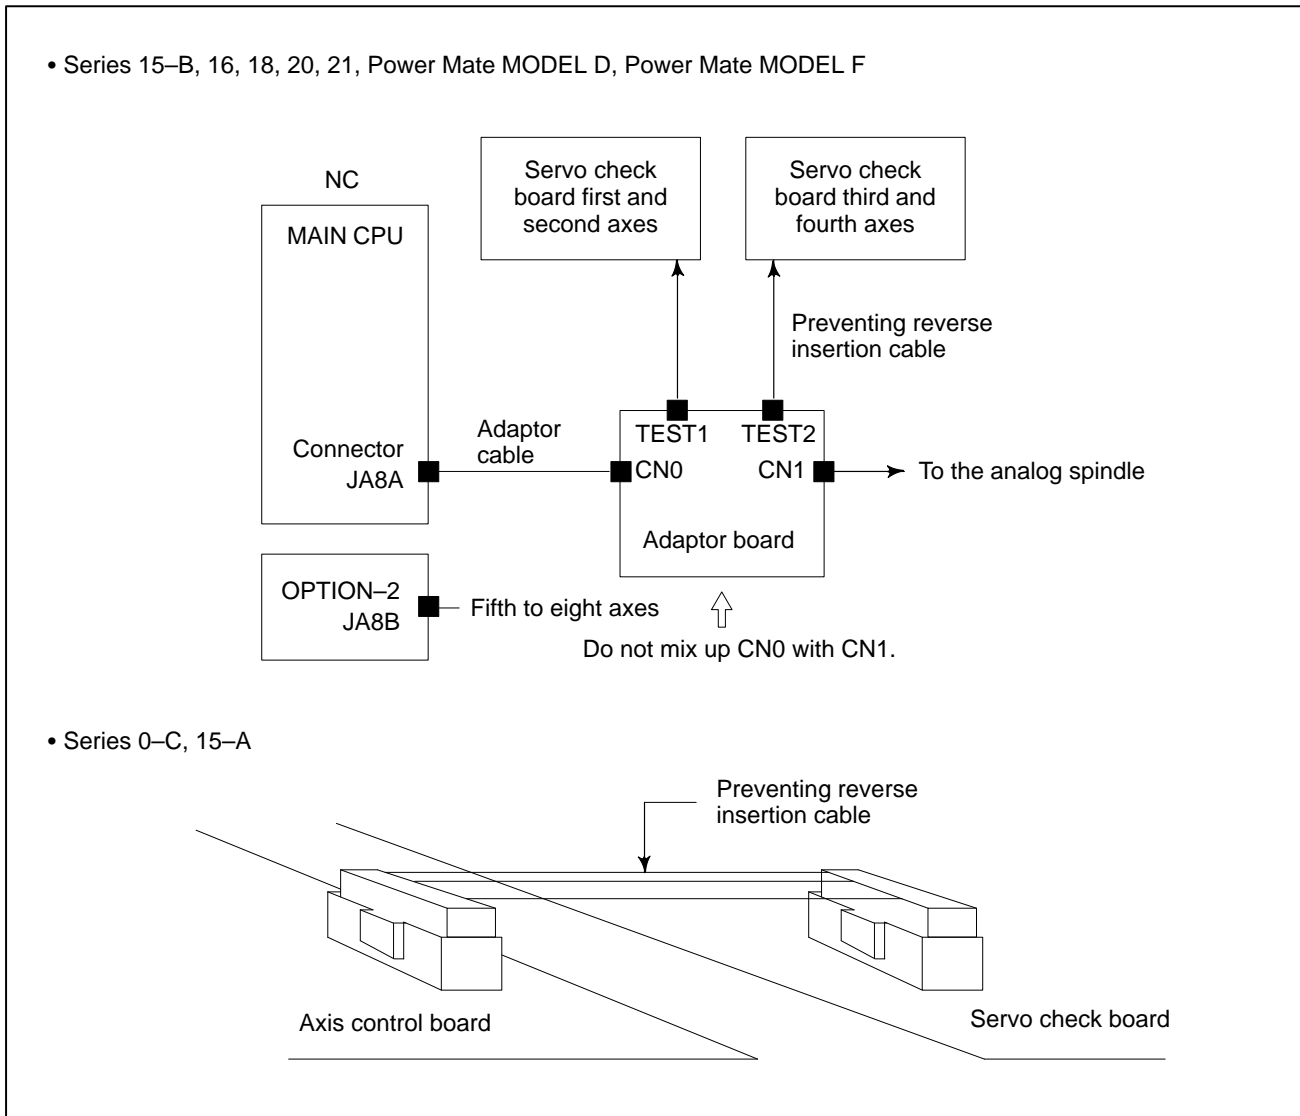 • Series 15–B, 16, 18, 20, 21, Power Mate MODEL D, Power Mate MODEL F
NC
MAIN CPU
Servo check
board first and
second axes
Servo check
board third and
fourth axes
Preventing reverse
insertion cable
Connector
JA8A
Adaptor
cable
TEST1
TEST2
CN0
CN1
To the analog spindle
Adaptor board
OPTION–2
JA8B
Fifth to eight axes
Do not mix up CN0 with CN1.
• Series 0–C, 15–A
Preventing reverse
insertion cable
Axis control board
Servo check board